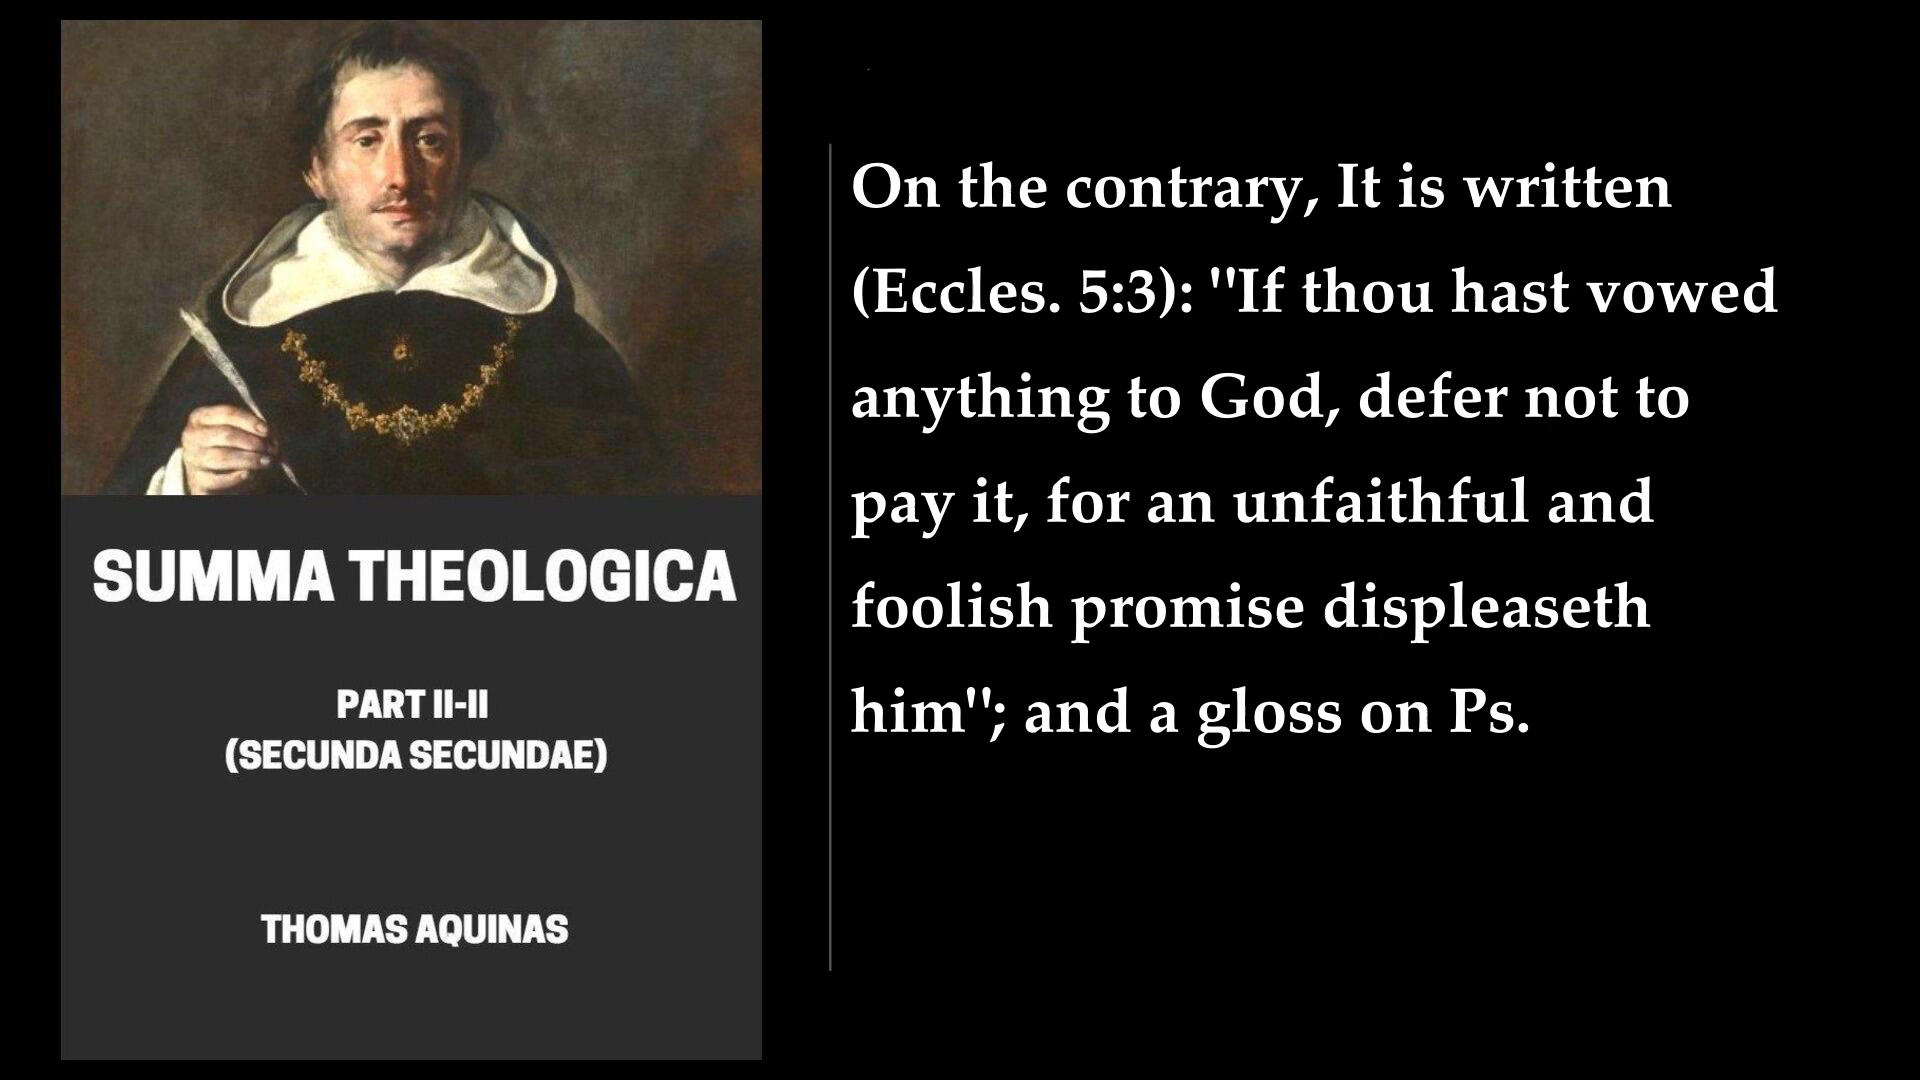 SUMMA THEOLOGICA
PART II-II
(SECUNDA SECUNDAE)
THOMAS AQUINAS
On the contrary, It is written
(Eccles. 5:3): "If thou hast vowed
anything to God, defer not to
pay it, for an unfaithful and
foolish promise displeaseth
him"; and a gloss on Ps.